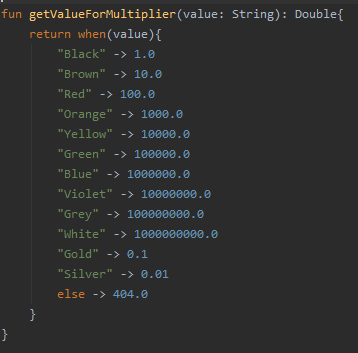 fun getValueForMultiplier(value: String): Double{
    return when(value){
        "Black" -> 1.0
        "Brown" -> 10.0
        "Red" -> 100.0
        "Orange" -> 1000.0
        "Yellow" -> 10000.0
        "Green" -> 100000.0
        "Blue" -> 1000000.0
        "Violet" -> 10000000.0
        "Grey" -> 100000000.0
        "White" -> 1000000000.0
        "Gold" -> 0.1
        "Silver" -> 0.01
        else -> 404.0
    }
}